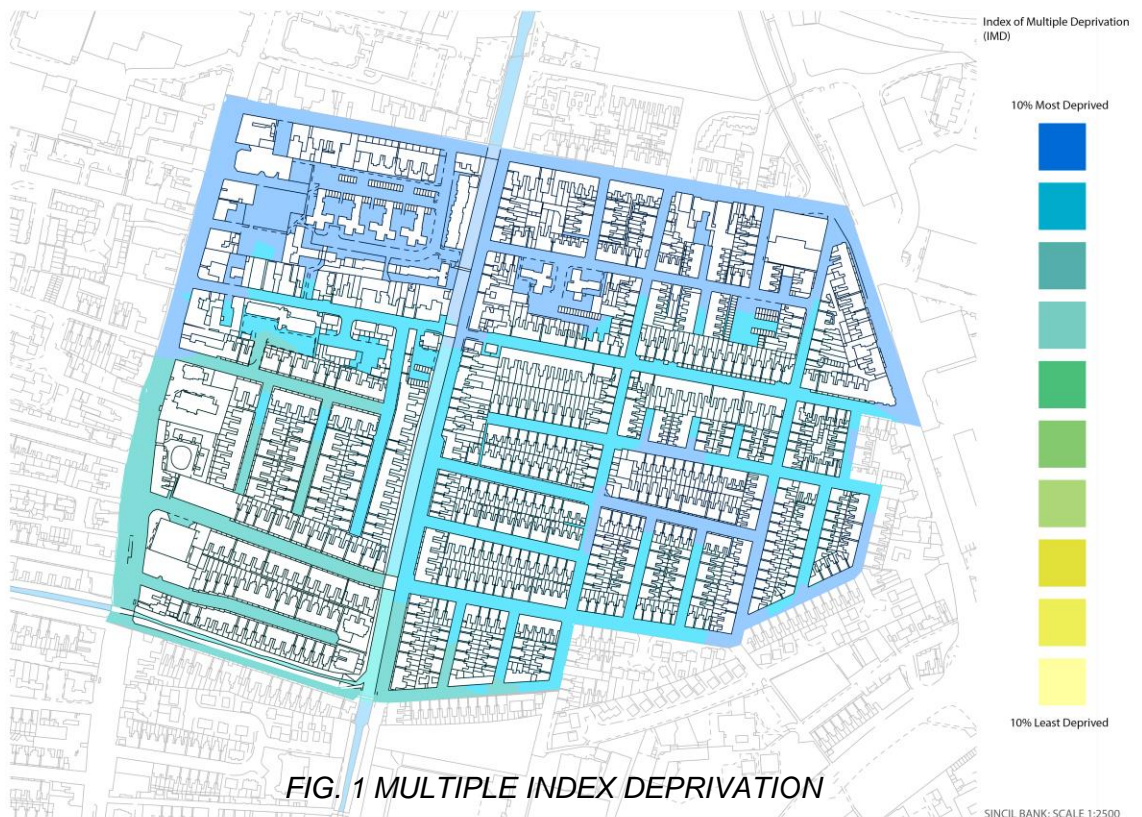 Index of Multiple Deprivation
(IMD)
10% Most Deprived
10% Least Deprived
FIG. 1 MULTIPLE INDEX DEPRIVATION
SINCIL BANK: SCALE 1:2500